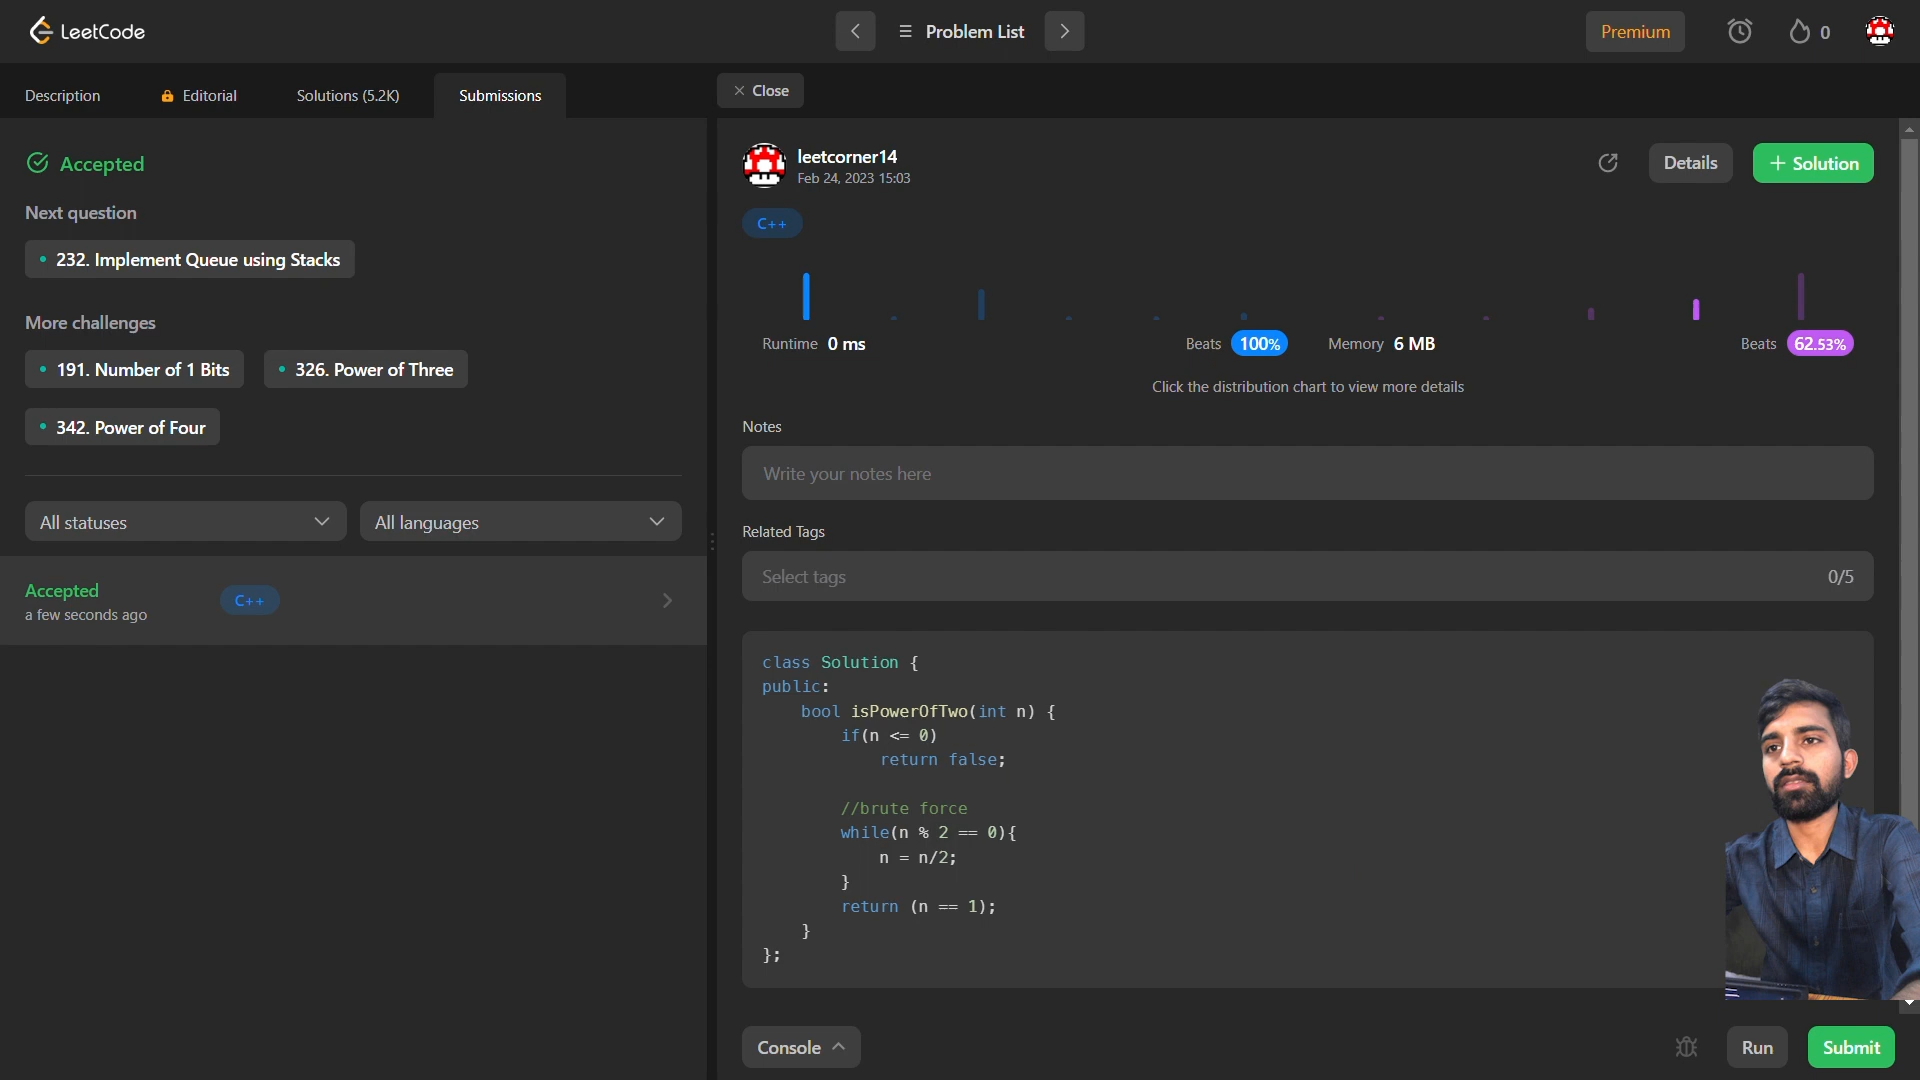 LeetCode
Problem List
Premium
0
Description
Editorial
Solutions (5.2K)
Submissions
Close
Accepted
Next question
232. Implement Queue using Stacks
More challenges
191. Number of 1 Bits
326. Power of Three
342. Power of Four
All statuses
All languages
Accepted
a few seconds ago
C++
leetcorner14
Feb 24, 2023 15:03
Details
+ Solution
C++
Runtime 0 ms
Beats 100%
Memory 6 MB
Beats 62.53%
Click the distribution chart to view more details
Notes
Write your notes here
Related Tags
Select tags
0/5
class Solution {
public:
    bool isPowerOfTwo(int n) {
        if(n <= 0)
            return false;
        //brute force
        while(n % 2 == 0){
            n = n/2;
        }
        return (n == 1);
    }
};
Console
Run
Submit